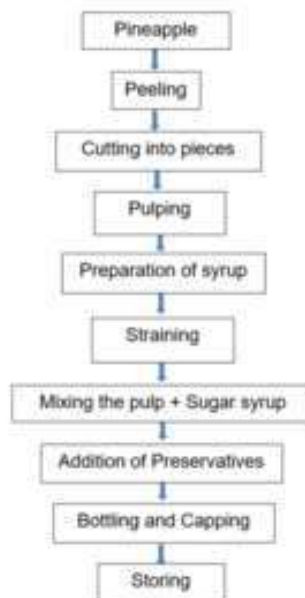 Pineapple
Peeling
Cutting into pieces
Pulping
Preparation of syrup
Straining
Mixing the pulp + Sugar syrup
Addition of Preservatives
Bottling and Capping
Storing